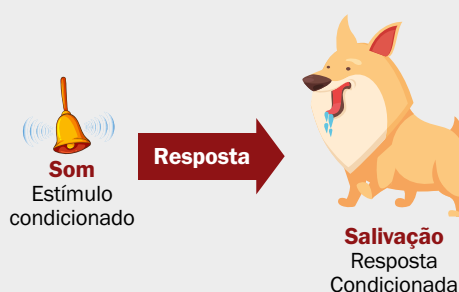 Som
Estímulo
condicionado
Resposta
Salivação
Resposta
Condicionada